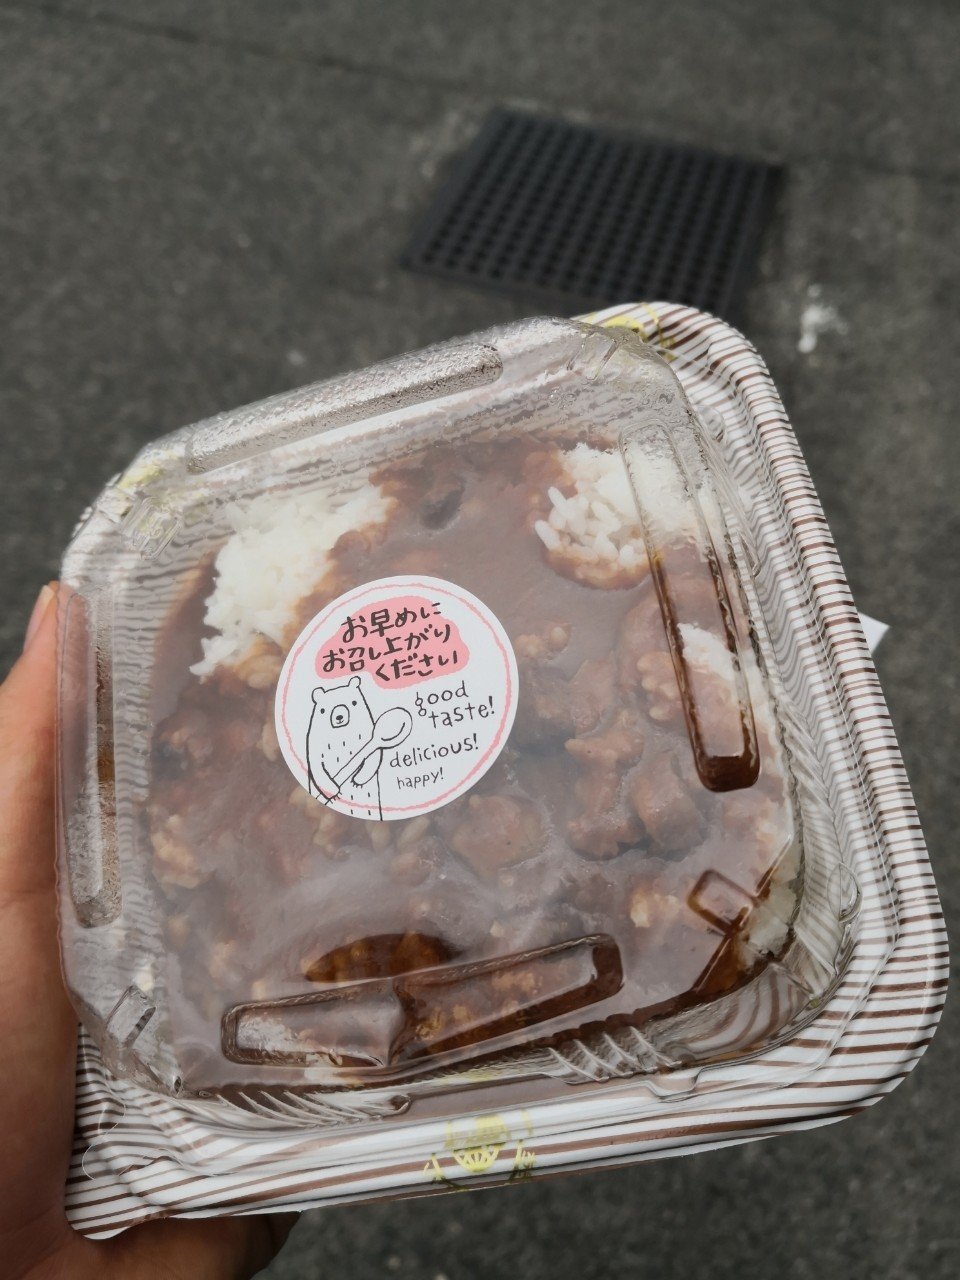 お早めに
お召し上がり
ください
good
taste!
delicious!
happy!